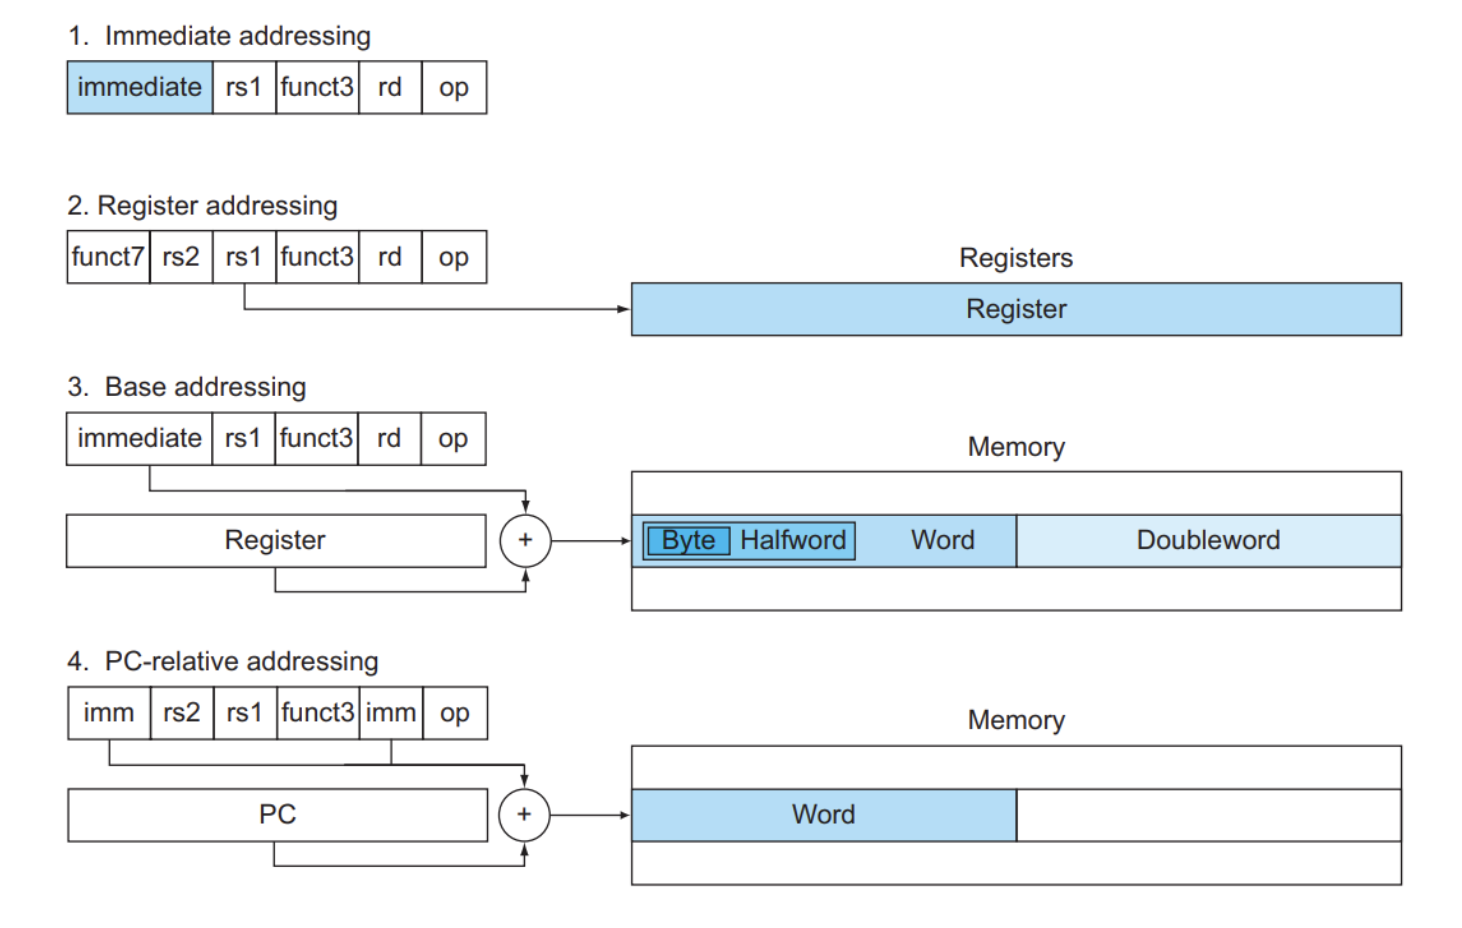 1. Immediate addressing
immediate rs1 funct3 rd op
2. Register addressing
funct7 rs2 rs1 funct3 rd op
Registers
Register
3. Base addressing
immediate rs1 funct3 rd op
Memory
Register + Byte Halfword Word Doubleword
4. PC-relative addressing
imm rs2 rs1 funct3 imm op
Memory
PC + Word